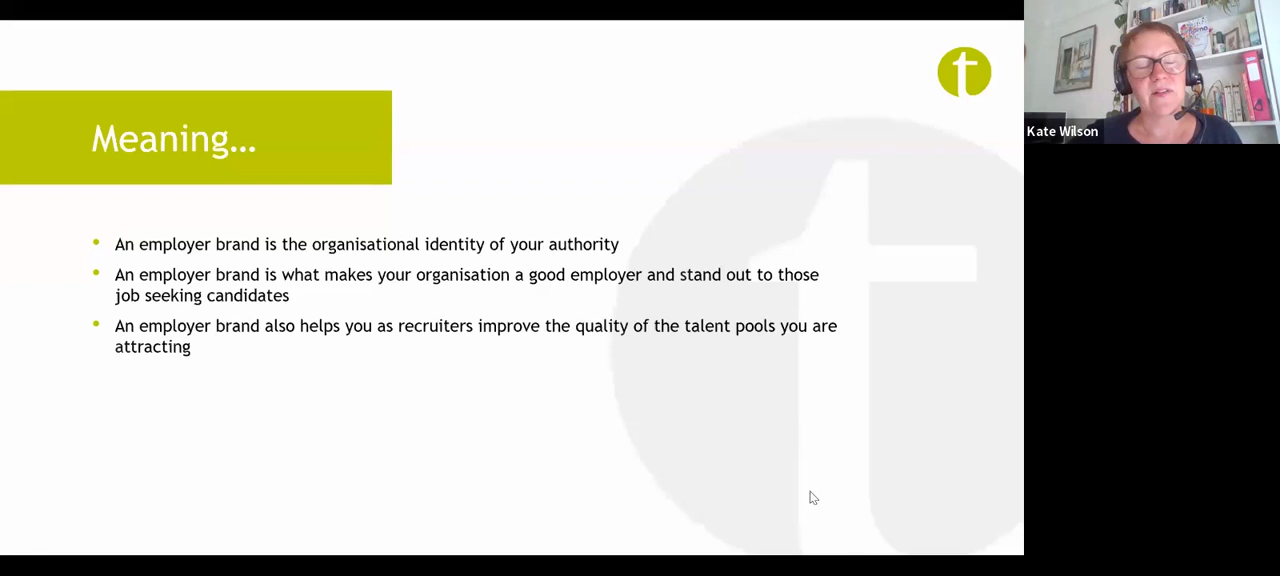 Meaning...
• An employer brand is the organisational identity of your authority
• An employer brand is what makes your organisation a good employer and stand out to those
job seeking candidates
• An employer brand also helps you as recruiters improve the quality of the talent pools you are
attracting
t
Kate Wilson